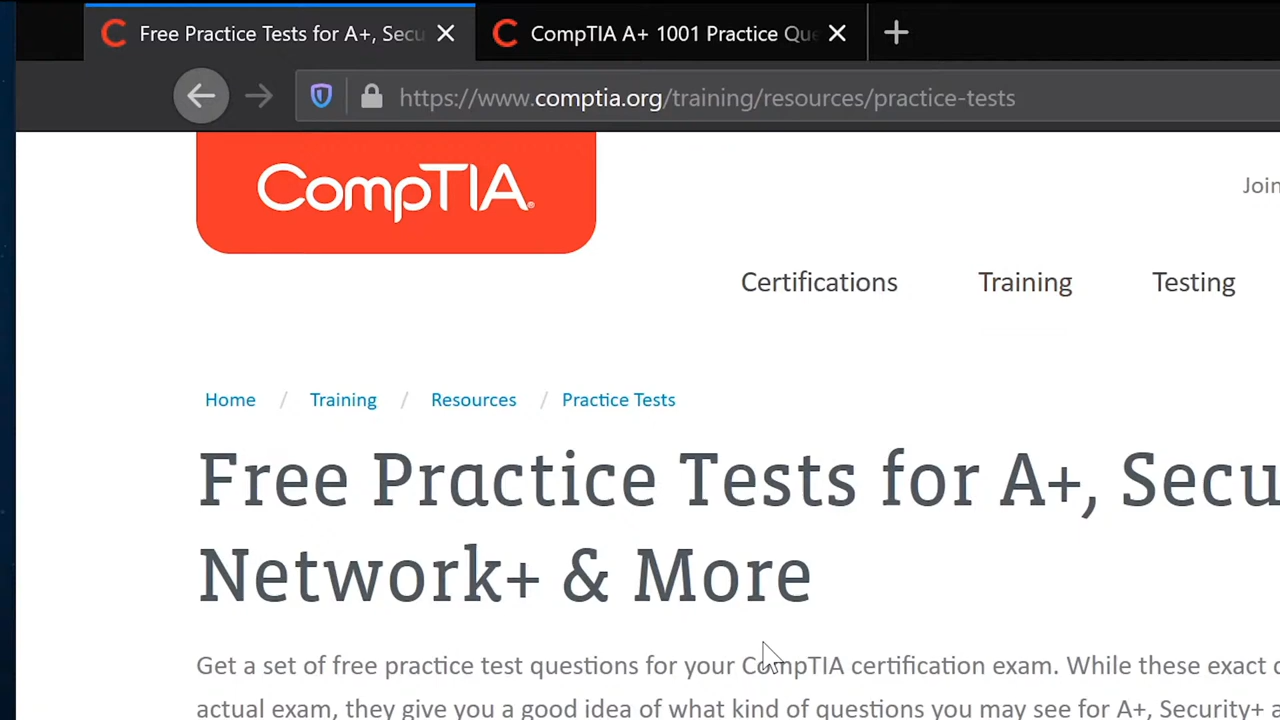 Free Practice Tests for A+, Secu
CompTIA A+ 1001 Practice Que
https://www.comptia.org/training/resources/practice-tests
CompTIA
Join
Certifications Training Testing
Home / Training / Resources / Practice Tests
Free Practice Tests for A+, Secu
Network+ & More
Get a set of free practice test questions for your CompTIA certification exam. While these exact
actual exam, they give you a good idea of what kind of questions you may see for A+, Security+